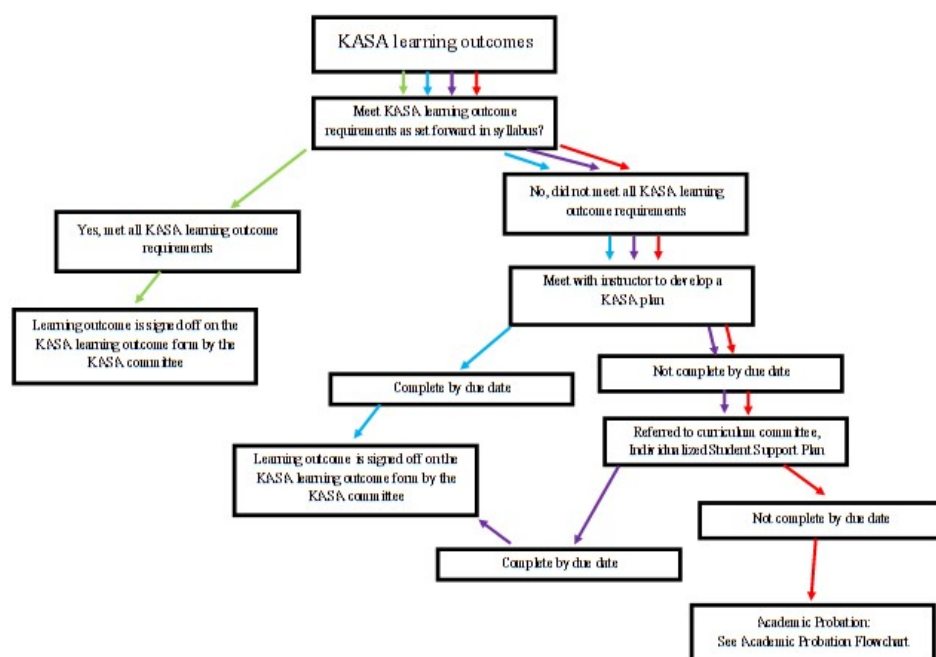 KASA learning outcomes
Meet KASA learning outcome
requirements as set forward in syllabus?
No, did not meet all KASA learning
outcome requirements
Yes, met all KASA learning outcome
requirements
Meet with instructor to develop a
KASA plan
Learning outcome is signed off on the
KASA learning outcome form by the
KASA committee
Complete by due date
Not complete by due date
Referred to curriculum committee,
Individualized Student Support Plan
Learning outcome is signed off on the
KASA learning outcome form by the
KASA committee
Not complete by due date
Complete by due date
Academic Probation:
See Academic Probation Flowchart